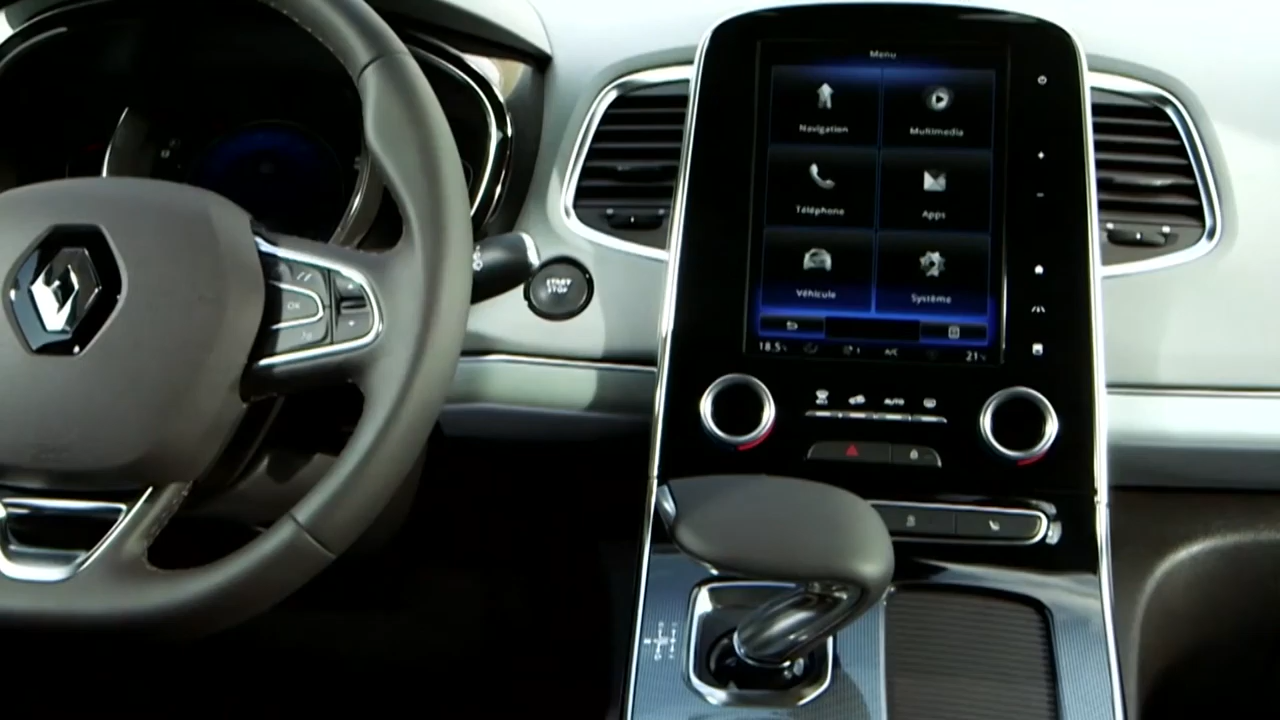 Menu
Navigation
Multimedia
Téléphone
Apps
Véhicule
Système
18.5
A/C
21
START
STOP
OK
AUTO